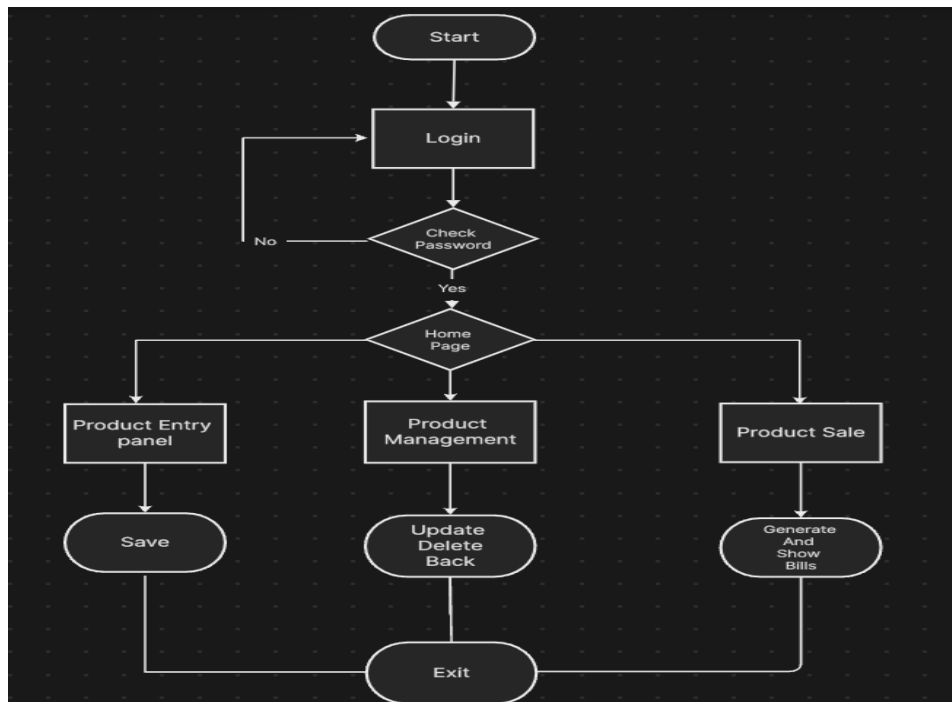 Start
Login
Check
Password
No
Yes
Home
Page
Product Entry
panel
Product
Management
Product Sale
Save
Update
Delete
Back
Generate
And
Show
Bills
Exit